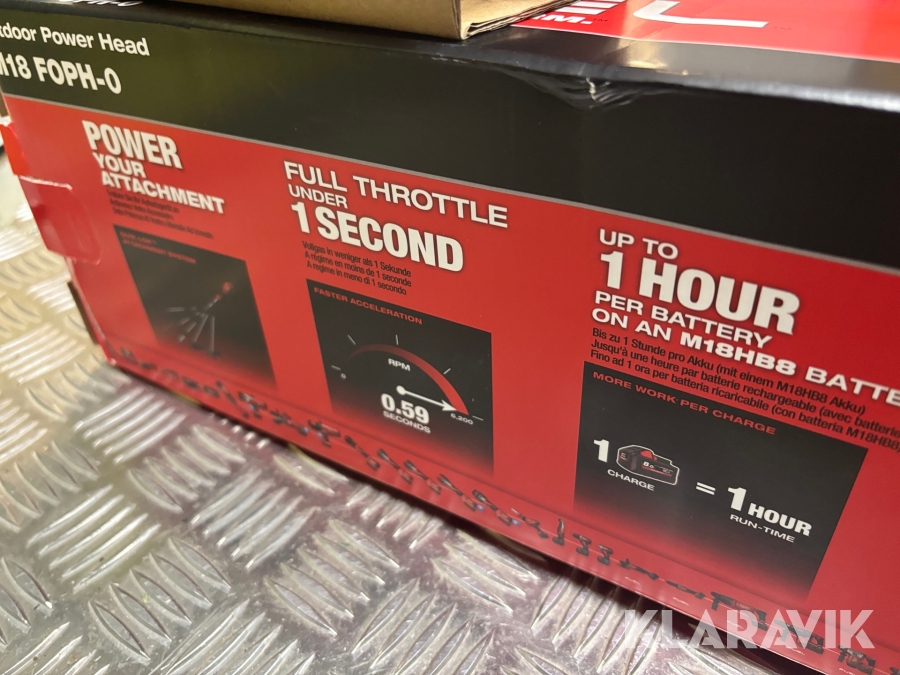 tdoor Power Head
M18 FOPH-0
POWER
YOUR
ATTACHMENT
FULL THROTTLE
UNDER
1 SECOND
Vollgas in weniger als 1 Sekunde
A régime en moins de 1 seconde
A regime in meno di 1 secondo
FASTER ACCELERATION
RPM
0
6,200
0.59
SECONDS
UP TO
1 HOUR
PER BATTERY
ON AN M18HB8 BATTE
Bis zu 1 Stunde pro Akku (mit einem M18HB8 Akku)
Jusqu'à une heure par batterie rechargeable (avec batterie
Fino ad 1 ora per batteria ricaricabile (con batteria M18HB8)
MORE WORK PER CHARGE
1
CHARGE
= 1 HOUR
RUN-TIME
KLARAVIK